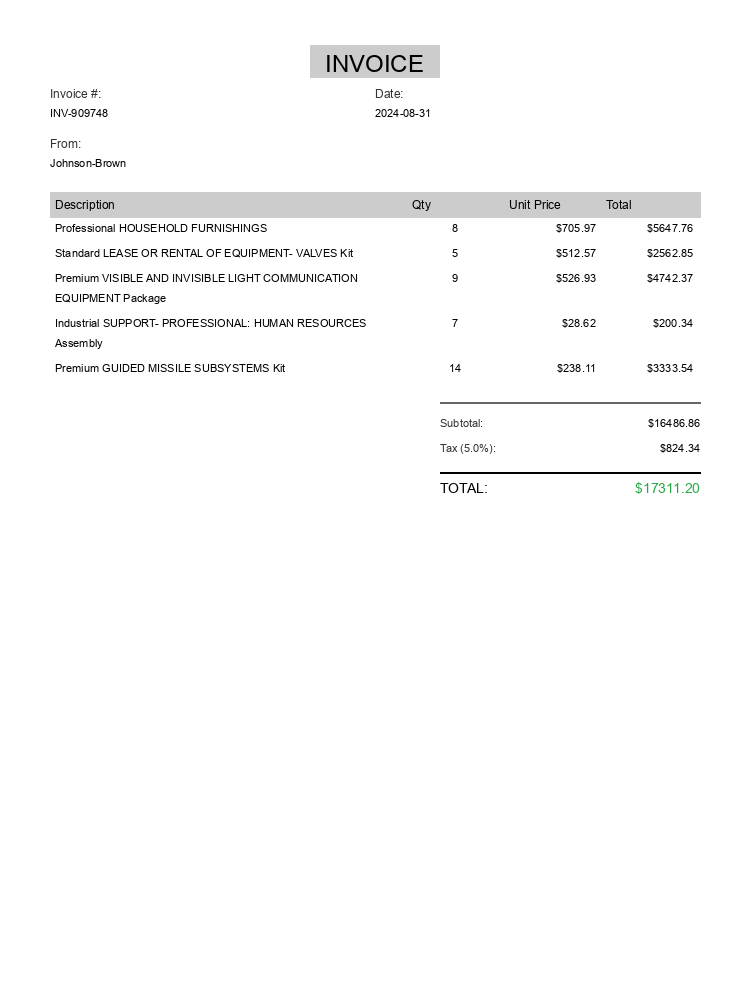 INVOICE
Invoice #: Date:
INV-909748 2024-08-31
From:
Johnson-Brown
Description Qty Unit Price Total
Professional HOUSEHOLD FURNISHINGS 8 $705.97 $5647.76
Standard LEASE OR RENTAL OF EQUIPMENT- VALVES Kit 5 $512.57 $2562.85
Premium VISIBLE AND INVISIBLE LIGHT COMMUNICATION 9 $526.93 $4742.37
EQUIPMENT Package
Industrial SUPPORT- PROFESSIONAL: HUMAN RESOURCES 7 $28.62 $200.34
Assembly
Premium GUIDED MISSILE SUBSYSTEMS Kit 14 $238.11 $3333.54
Subtotal: $16486.86
Tax (5.0%): $824.34
TOTAL: $17311.20